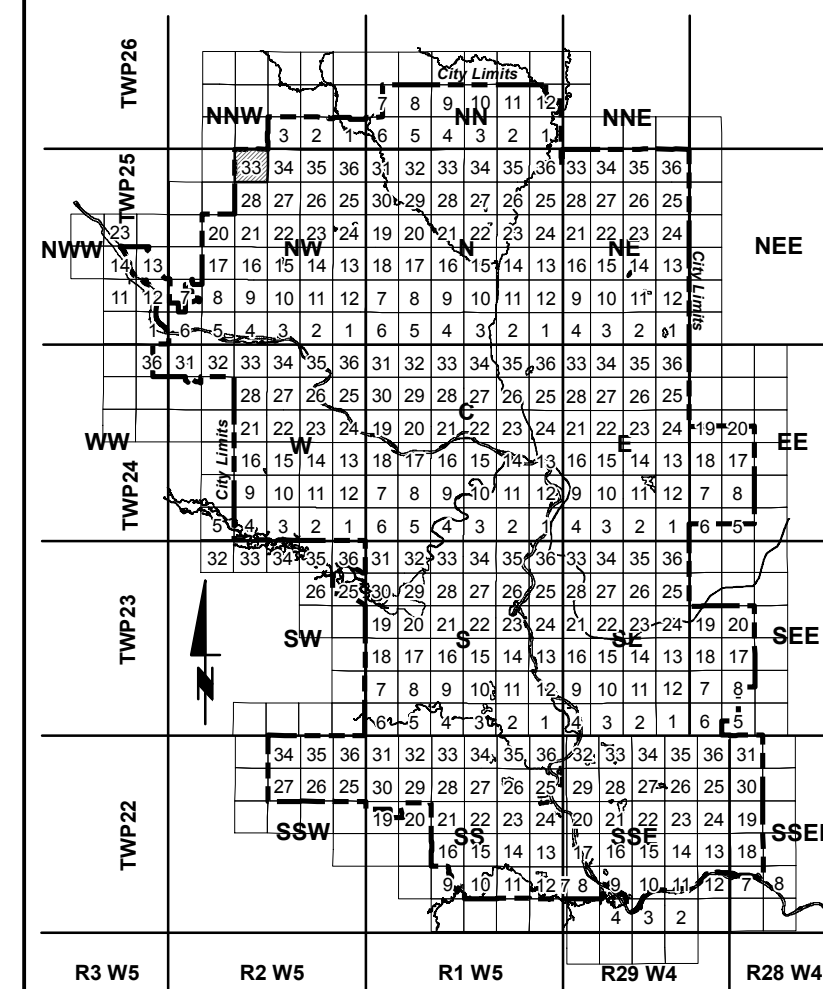 TWP26
City Limits
7 8 9 10 11 12
NNW NN NNE
3 2 1 6 5 4 3 2 1
TWP25
33 34 35 36 31 32 33 34 35 36 33 34 35 36
28 27 26 25 30 29 28 27 26 25 28 27 26 25
23 20 21 22 23 24 19 20 21 22 23 24 21 22 23 24
NWW NW N NE NEE
14 13 17 16 15 14 13 18 17 16 15 14 13 16 15 14 13
City Limits
11 12 7 8 9 10 11 12 7 8 9 10 11 12 9 10 11 12
1 6 5 4 3 2 1 6 5 4 3 2 1 4 3 2 1
36 31 32 33 34 35 36 31 32 33 34 35 36 33 34 35 36
28 27 26 25 30 29 28 27 26 25 28 27 26 25
C
21 22 23 24 19 20 21 22 23 24 21 22 23 24 19 20
WW W E EE
City Limits
16 15 14 13 18 17 16 15 14 13 16 15 14 13 18 17
TWP24
9 10 11 12 7 8 9 10 11 12 9 10 11 12 7 8
5 4 3 2 1 6 5 4 3 2 1 4 3 2 1 6 5
32 33 34 35 36 31 32 33 34 35 36 33 34 35 36
26 25 30 29 28 27 26 25 28 27 26 25
TWP23
19 20 21 22 23 24 21 22 23 24 19 20
SW S SE SEE
18 17 16 15 14 13 16 15 14 13 18 17
N
7 8 9 10 11 12 9 10 11 12 7 8
6 5 4 3 2 1 4 3 2 1 6 5
34 35 36 31 32 33 34 35 36 32 33 34 35 36 31
27 26 25 30 29 28 27 26 25 29 28 27 26 25 30
TWP22
19 20 21 22 23 24 20 21 22 23 24 19
SSW SS SSE
16 15 14 13 17 16 15 14 13 18
9 10 11 12 7 8 9 10 11 12 7 8
4 3 2
R3 W5 R2 W5 R1 W5 R29 W4 R28 W4